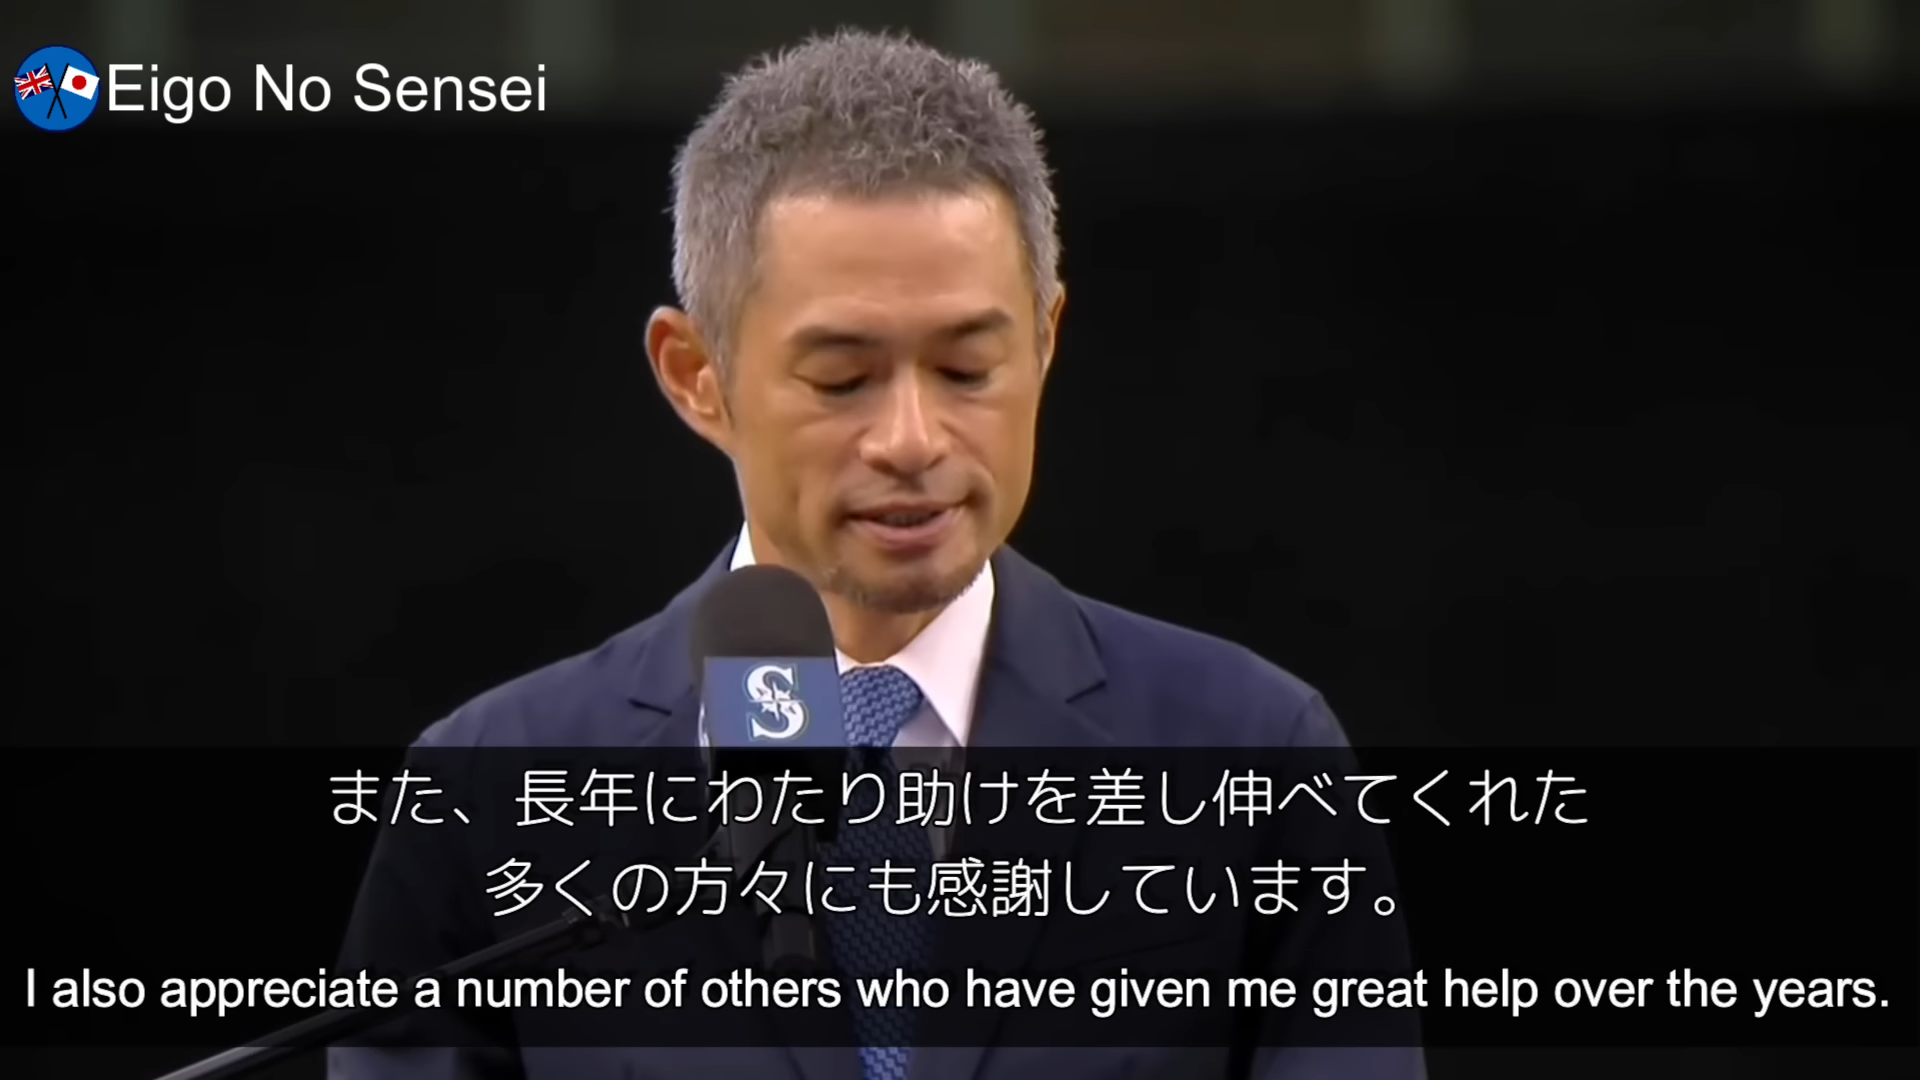 Eigo No Sensei
S
また、長年にわたり助けを差し伸べてくれた
多くの方々にも感謝しています。
I also appreciate a number of others who have given me great help over the years.